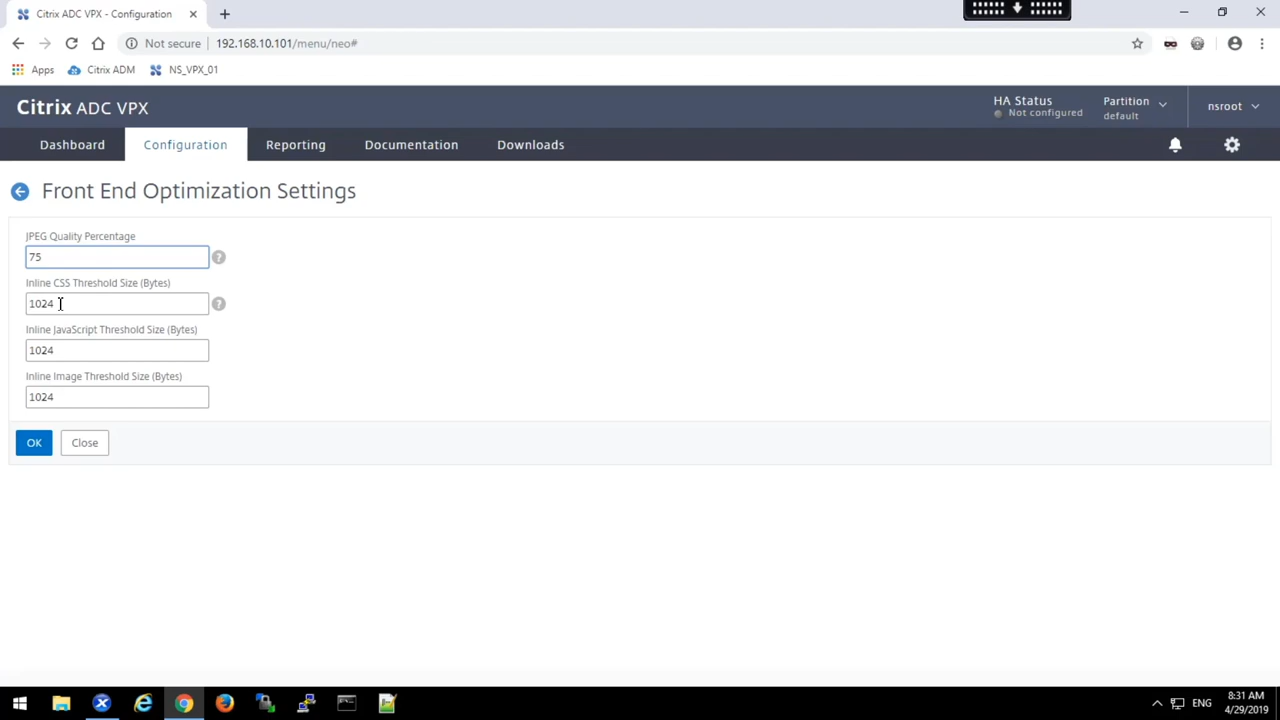 Citrix ADC VPX - Configuration
Not secure
192.168.10.101/menu/neo#
Apps
Citrix ADM
NS_VPX_01
Citrix ADC VPX
HA Status
Not configured
Partition
default
nsroot
Dashboard
Configuration
Reporting
Documentation
Downloads
Front End Optimization Settings
JPEG Quality Percentage
75
?
Inline CSS Threshold Size (Bytes)
1024
?
Inline JavaScript Threshold Size (Bytes)
1024
Inline Image Threshold Size (Bytes)
1024
OK
Close
ENG
8:31 AM
4/29/2019